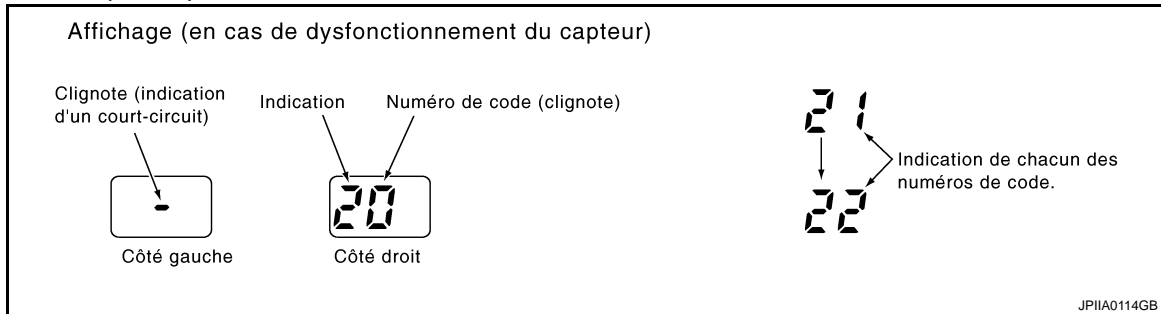 Affichage (en cas de dysfonctionnement du capteur)
Clignote (indication
d'un court-circuit)
Indication
Numéro de code (clignote)
-
20
Côté gauche
Côté droit
21
22
Indication de chacun des
numéros de code.
JPIIA0114GB